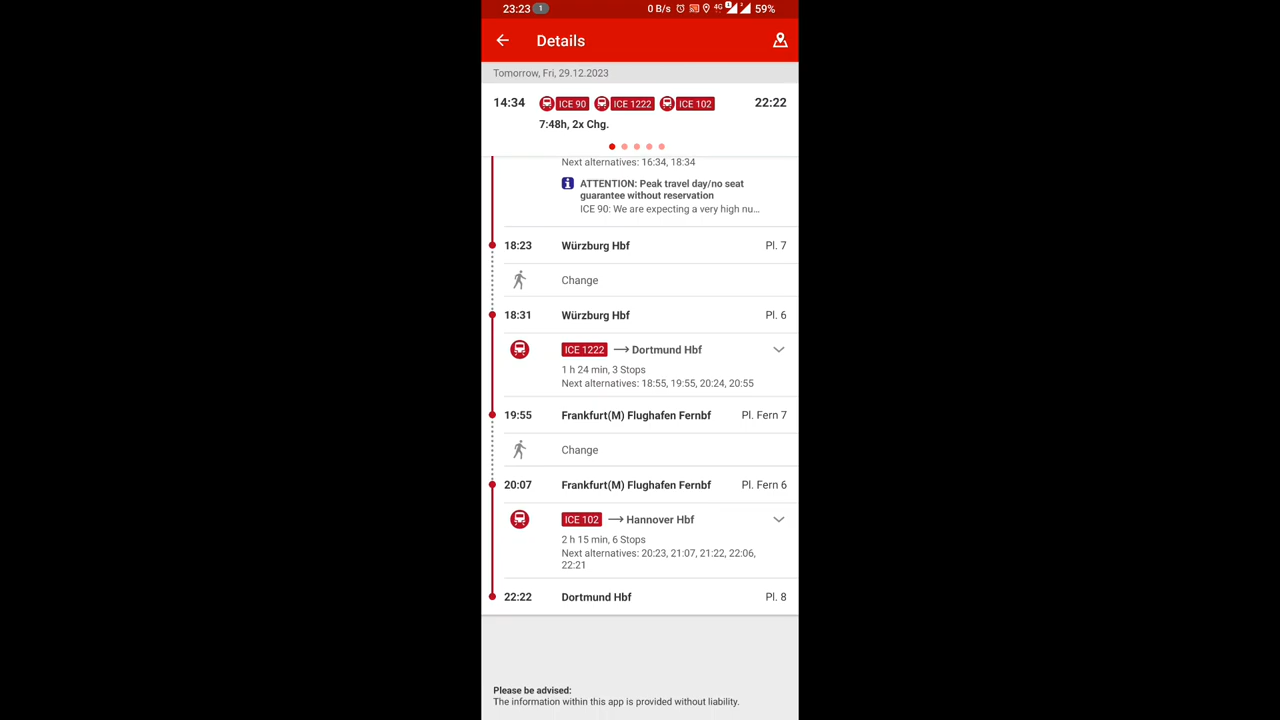 23:23 1 0 B/s 4G 59%
Details
Tomorrow, Fri, 29.12.2023
14:34 ICE 90 ICE 1222 ICE 102 22:22
7:48h, 2x Chg.
Next alternatives: 16:34, 18:34
ATTENTION: Peak travel day/no seat
guarantee without reservation
ICE 90: We are expecting a very high nu...
18:23 Würzburg Hbf Pl. 7
Change
18:31 Würzburg Hbf Pl. 6
ICE 1222 → Dortmund Hbf
1 h 24 min, 3 Stops
Next alternatives: 18:55, 19:55, 20:24, 20:55
19:55 Frankfurt(M) Flughafen Fernbf Pl. Fern 7
Change
20:07 Frankfurt(M) Flughafen Fernbf Pl. Fern 6
ICE 102 → Hannover Hbf
2 h 15 min, 6 Stops
Next alternatives: 20:23, 21:07, 21:22, 22:06,
22:21
22:22 Dortmund Hbf Pl. 8
Please be advised:
The information within this app is provided without liability.